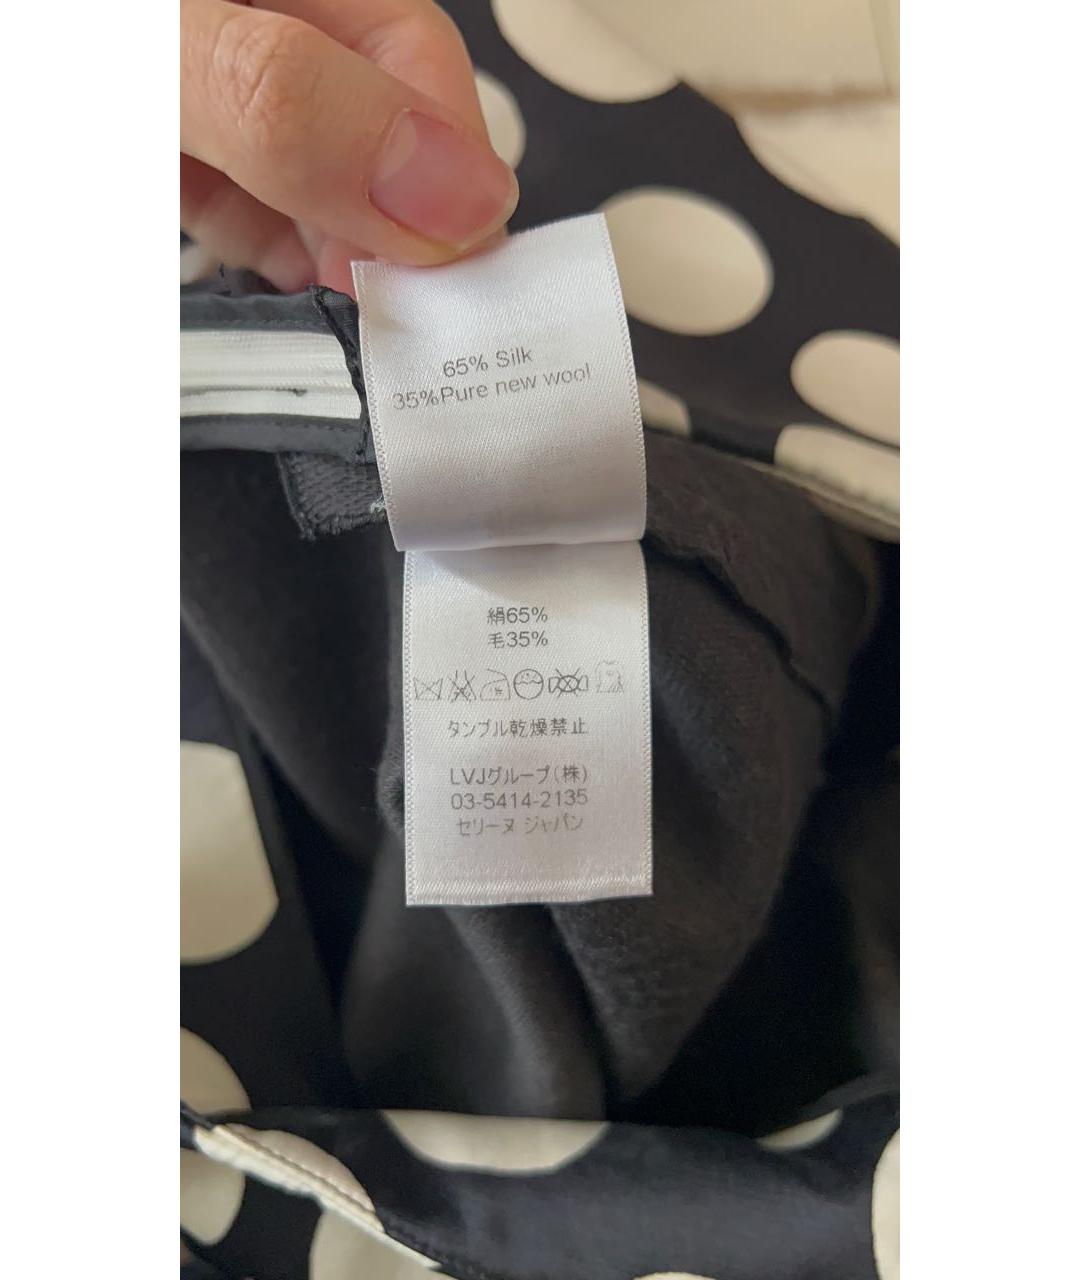 65% Silk
35%Pure new wool
絹65%
毛35%
タンブル乾燥禁止
LVJグループ(株)
03-5414-2135
セリーヌ ジャパン